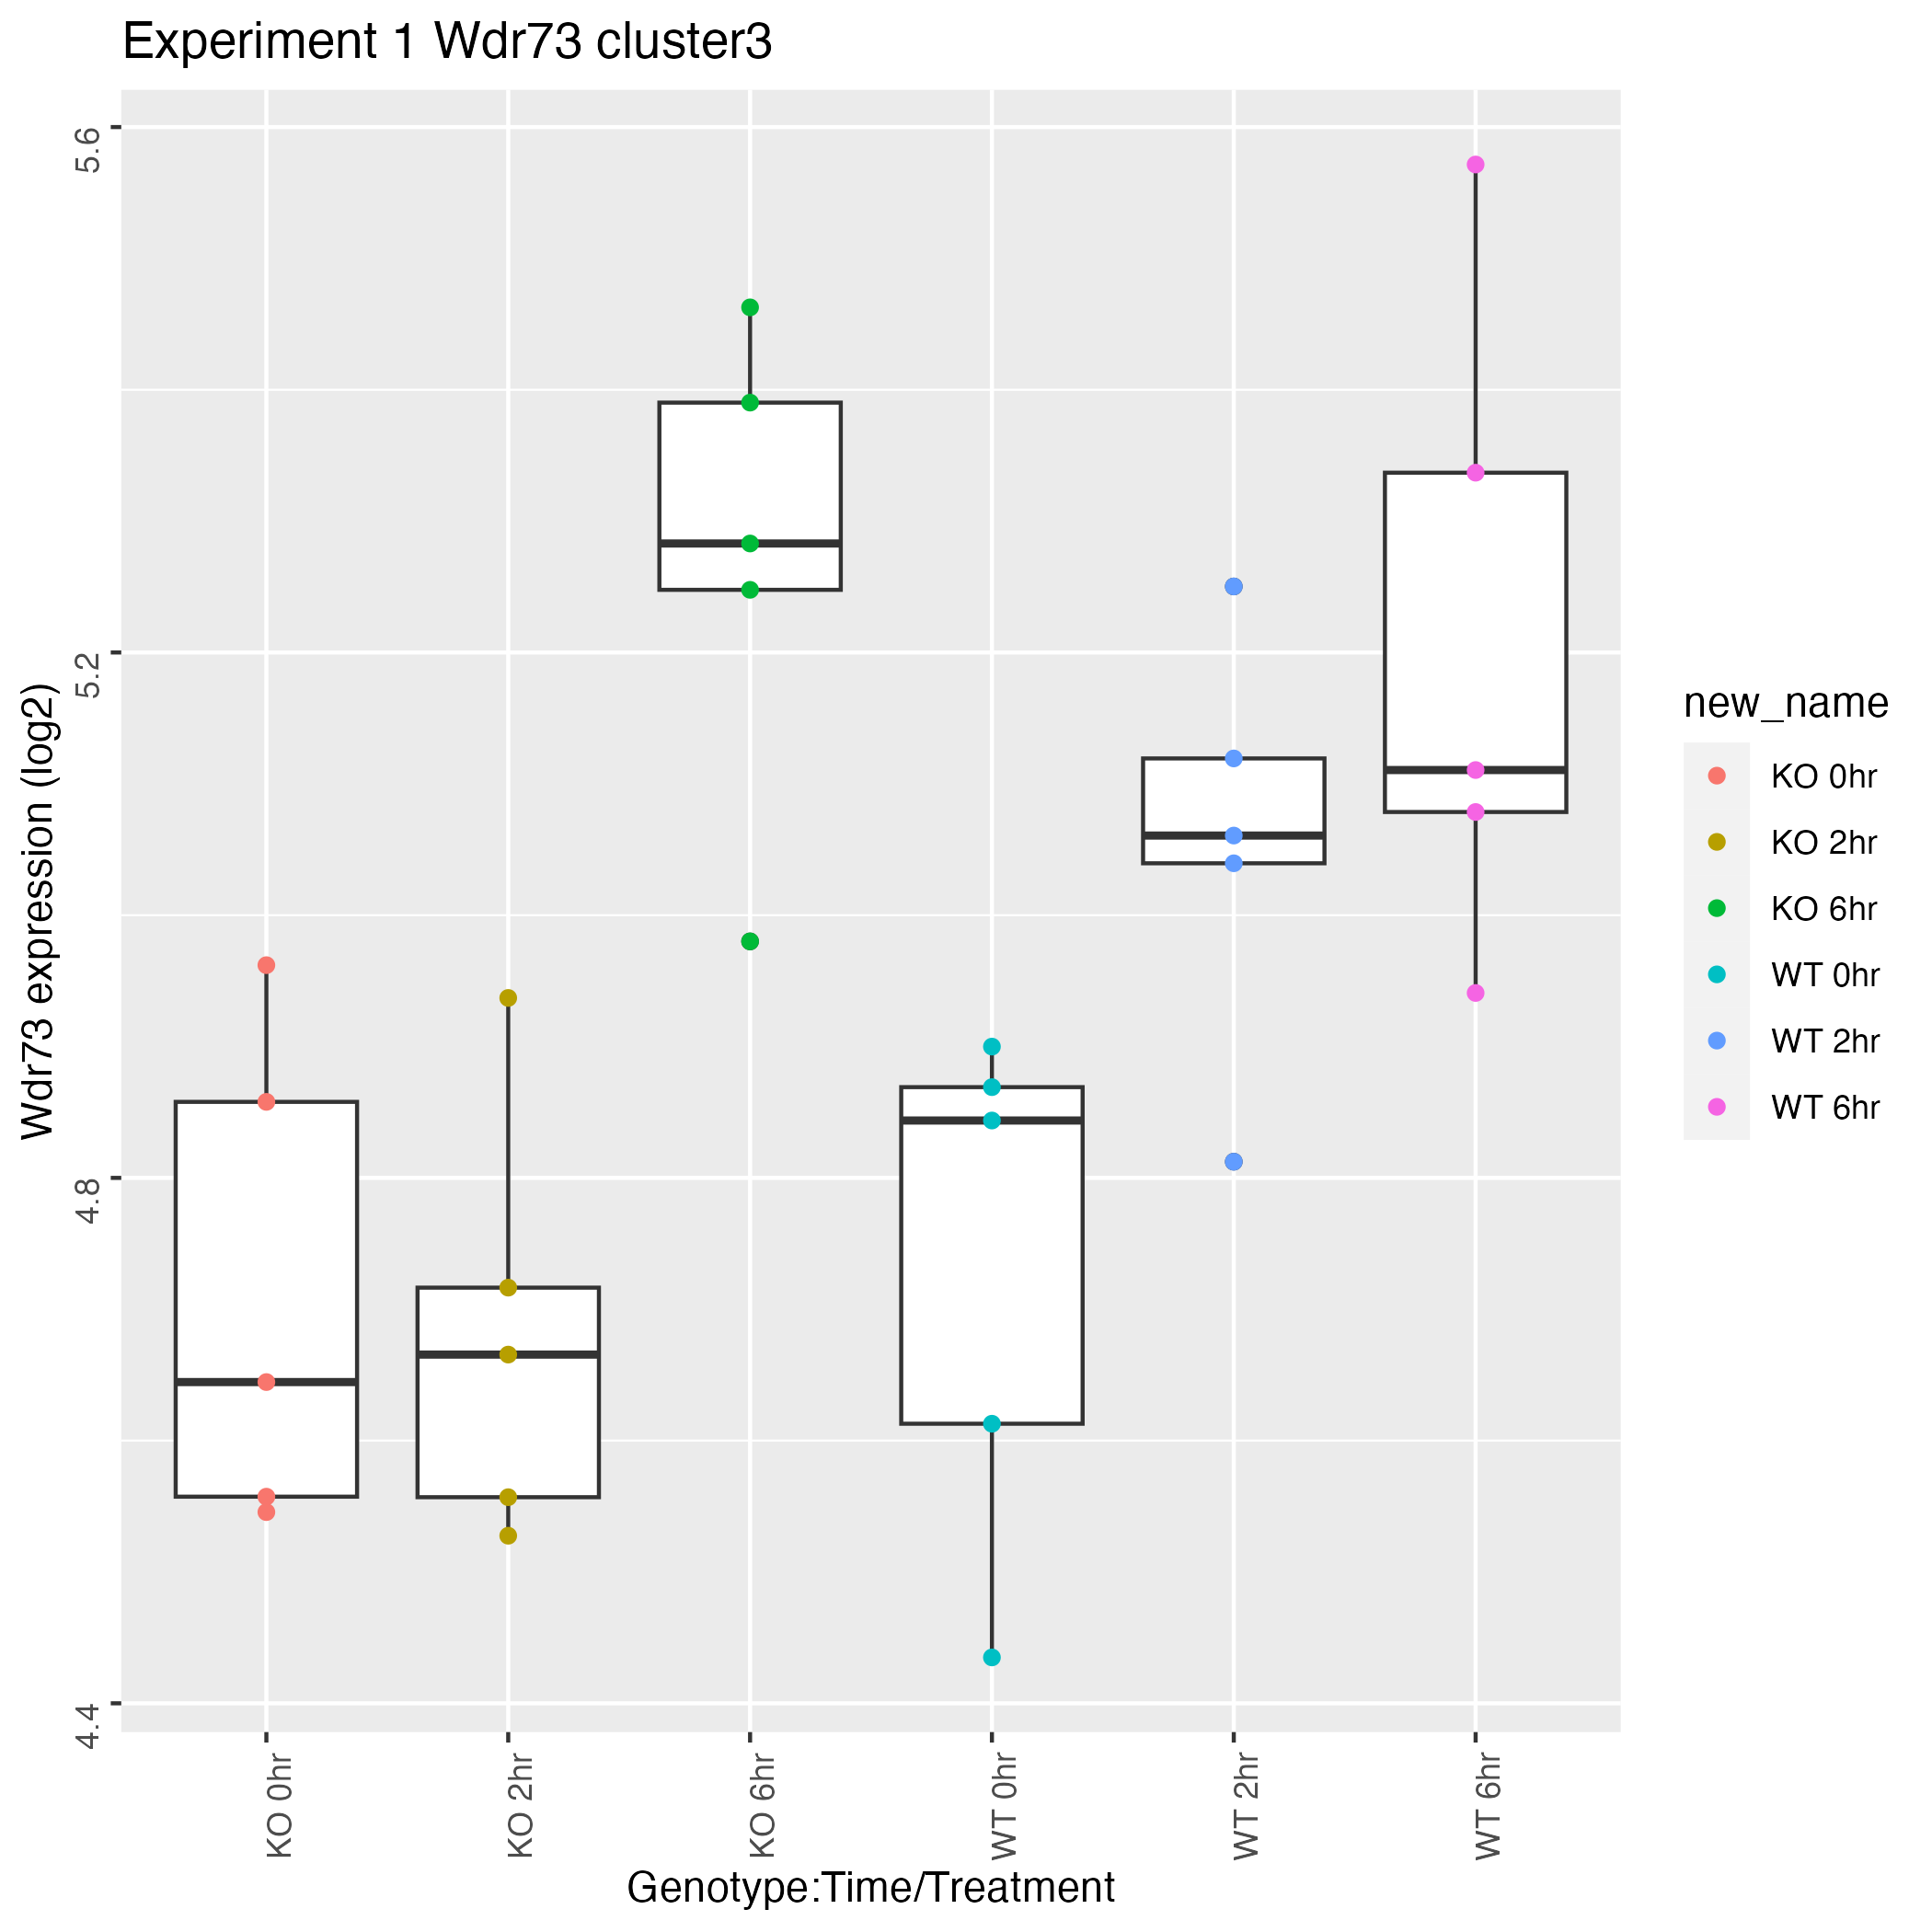 Experiment 1 Wdr73 cluster3
Wdr73 expression (log2)
5.6
5.2
4.8
4.4
KO 0hr
KO 2hr
KO 6hr
WT 0hr
WT 2hr
WT 6hr
Genotype:Time/Treatment
new_name
KO 0hr
KO 2hr
KO 6hr
WT 0hr
WT 2hr
WT 6hr